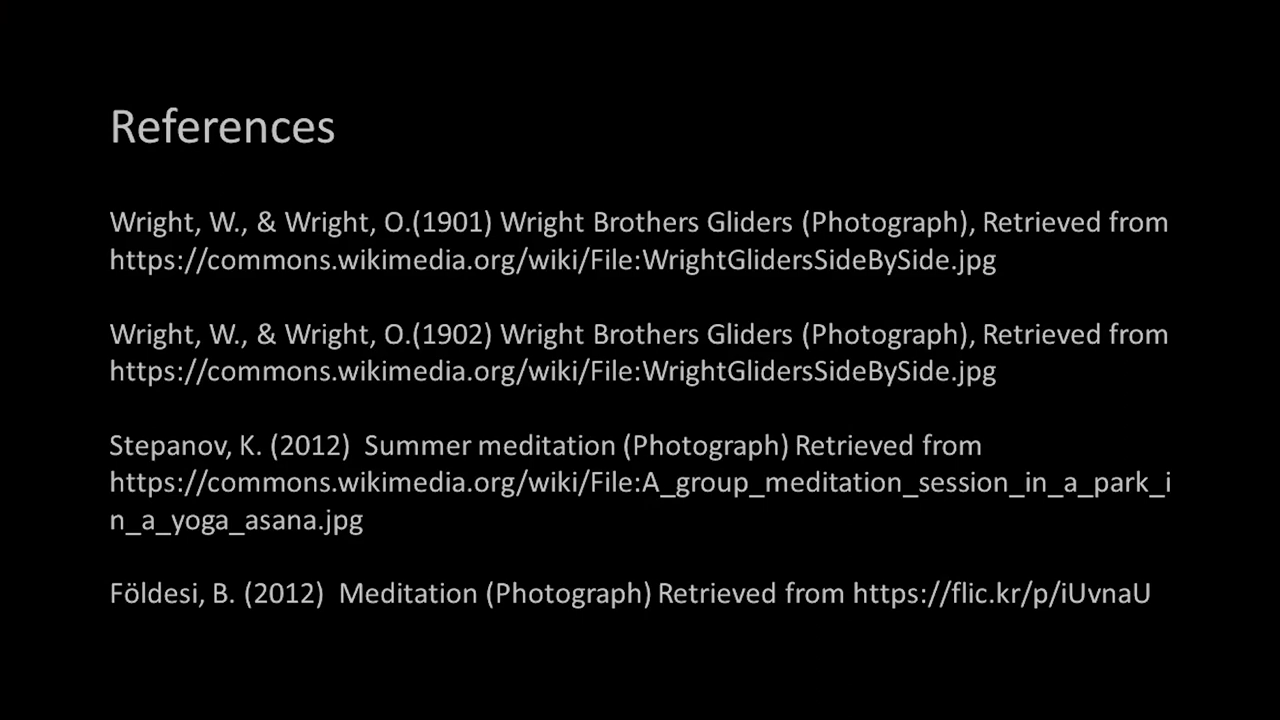 References
Wright, W., & Wright, O.(1901) Wright Brothers Gliders (Photograph), Retrieved from
https://commons.wikimedia.org/wiki/File:WrightGlidersSideBySide.jpg
Wright, W., & Wright, O.(1902) Wright Brothers Gliders (Photograph), Retrieved from
https://commons.wikimedia.org/wiki/File:WrightGlidersSideBySide.jpg
Stepanov, K. (2012)  Summer meditation (Photograph) Retrieved from
https://commons.wikimedia.org/wiki/File:A_group_meditation_session_in_a_park_i
n_a_yoga_asana.jpg
Földesi, B. (2012)  Meditation (Photograph) Retrieved from https://flic.kr/p/iUvnaU